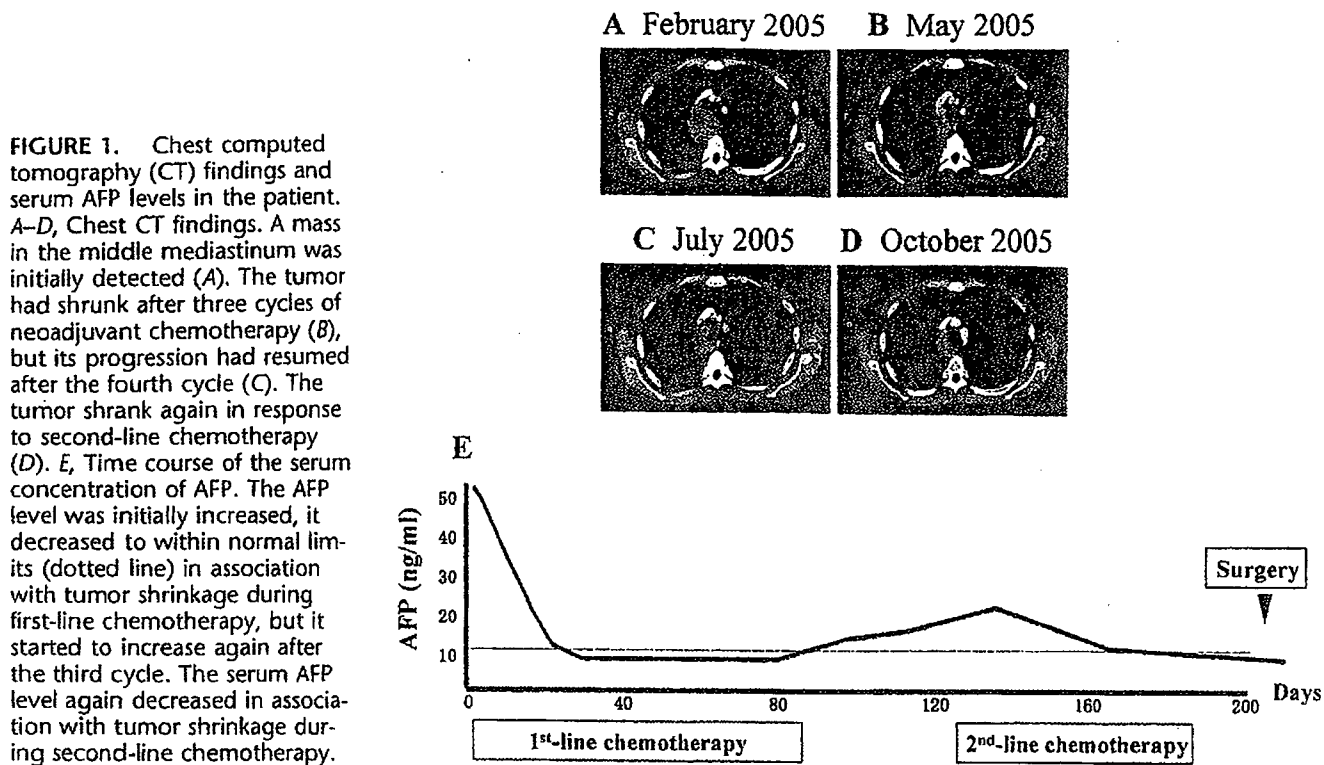 FIGURE 1. Chest computed
tomography (CT) findings and
serum AFP levels in the patient.
A–D, Chest CT findings. A mass
in the middle mediastinum was
initially detected (A). The tumor
had shrunk after three cycles of
neoadjuvant chemotherapy (B),
but its progression had resumed
after the fourth cycle (C). The
tumor shrank again in response
to second-line chemotherapy
(D). E, Time course of the serum
concentration of AFP. The AFP
level was initially increased, it
decreased to within normal lim-
its (dotted line) in association
with tumor shrinkage during
first-line chemotherapy, but it
started to increase again after
the third cycle. The serum AFP
level again decreased in associa-
tion with tumor shrinkage dur-
ing second-line chemotherapy.
A February 2005
B May 2005
C July 2005
D October 2005
E
AFP (ng/ml)
50
40
30
20
10
Surgery
0 40 80 120 160 200 Days
1st-line chemotherapy
2nd-line chemotherapy